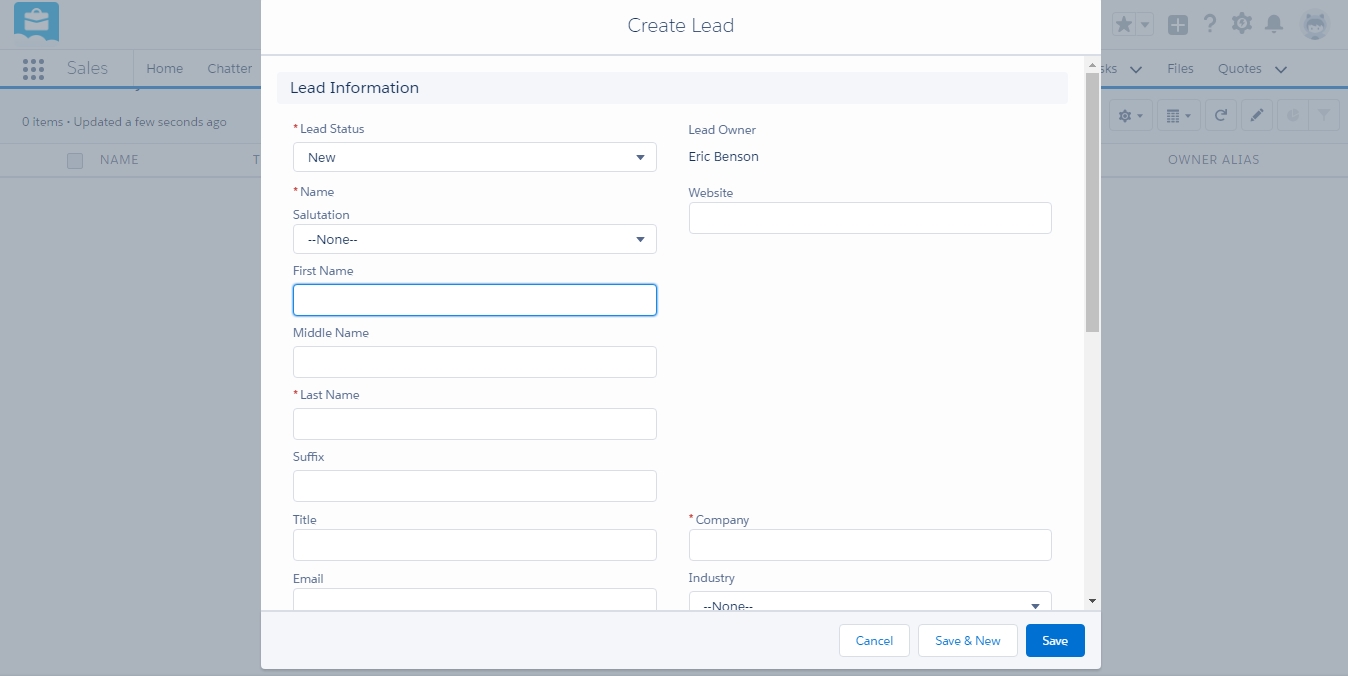 Create Lead
Sales
Home
Chatter
Files
Quotes
0 items • Updated a few seconds ago
NAME
OWNER ALIAS
Lead Information
*Lead Status
New
Lead Owner
Eric Benson
*Name
Salutation
--None--
Website
First Name
Middle Name
*Last Name
Suffix
Title
*Company
Email
Industry
--None--
Cancel
Save & New
Save